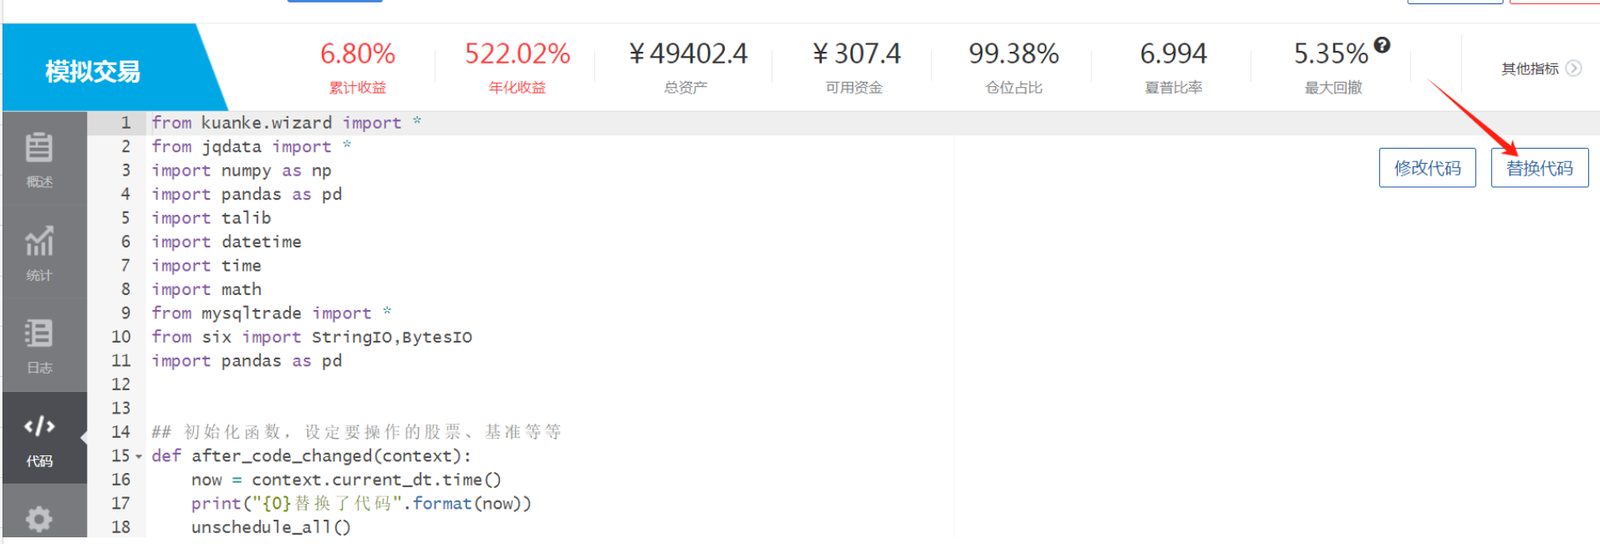 模拟交易
6.80%
累计收益
522.02%
年化收益
￥49402.4
总资产
￥307.4
可用资金
99.38%
仓位占比
6.994
夏普比率
5.35%?
最大回撤
其他指标
概述
统计
日志
</>
代码
修改代码
替换代码
1 from kuanke.wizard import *
2 from jqdata import *
3 import numpy as np
4 import pandas as pd
5 import talib
6 import datetime
7 import time
8 import math
9 from mysqltrade import *
10 from six import StringIO,BytesIO
11 import pandas as pd
12
13
14 ## 初始化函数，设定要操作的股票、基准等等
15 def after_code_changed(context):
16     now = context.current_dt.time()
17     print("{0}替换了代码".format(now))
18     unschedule_all()